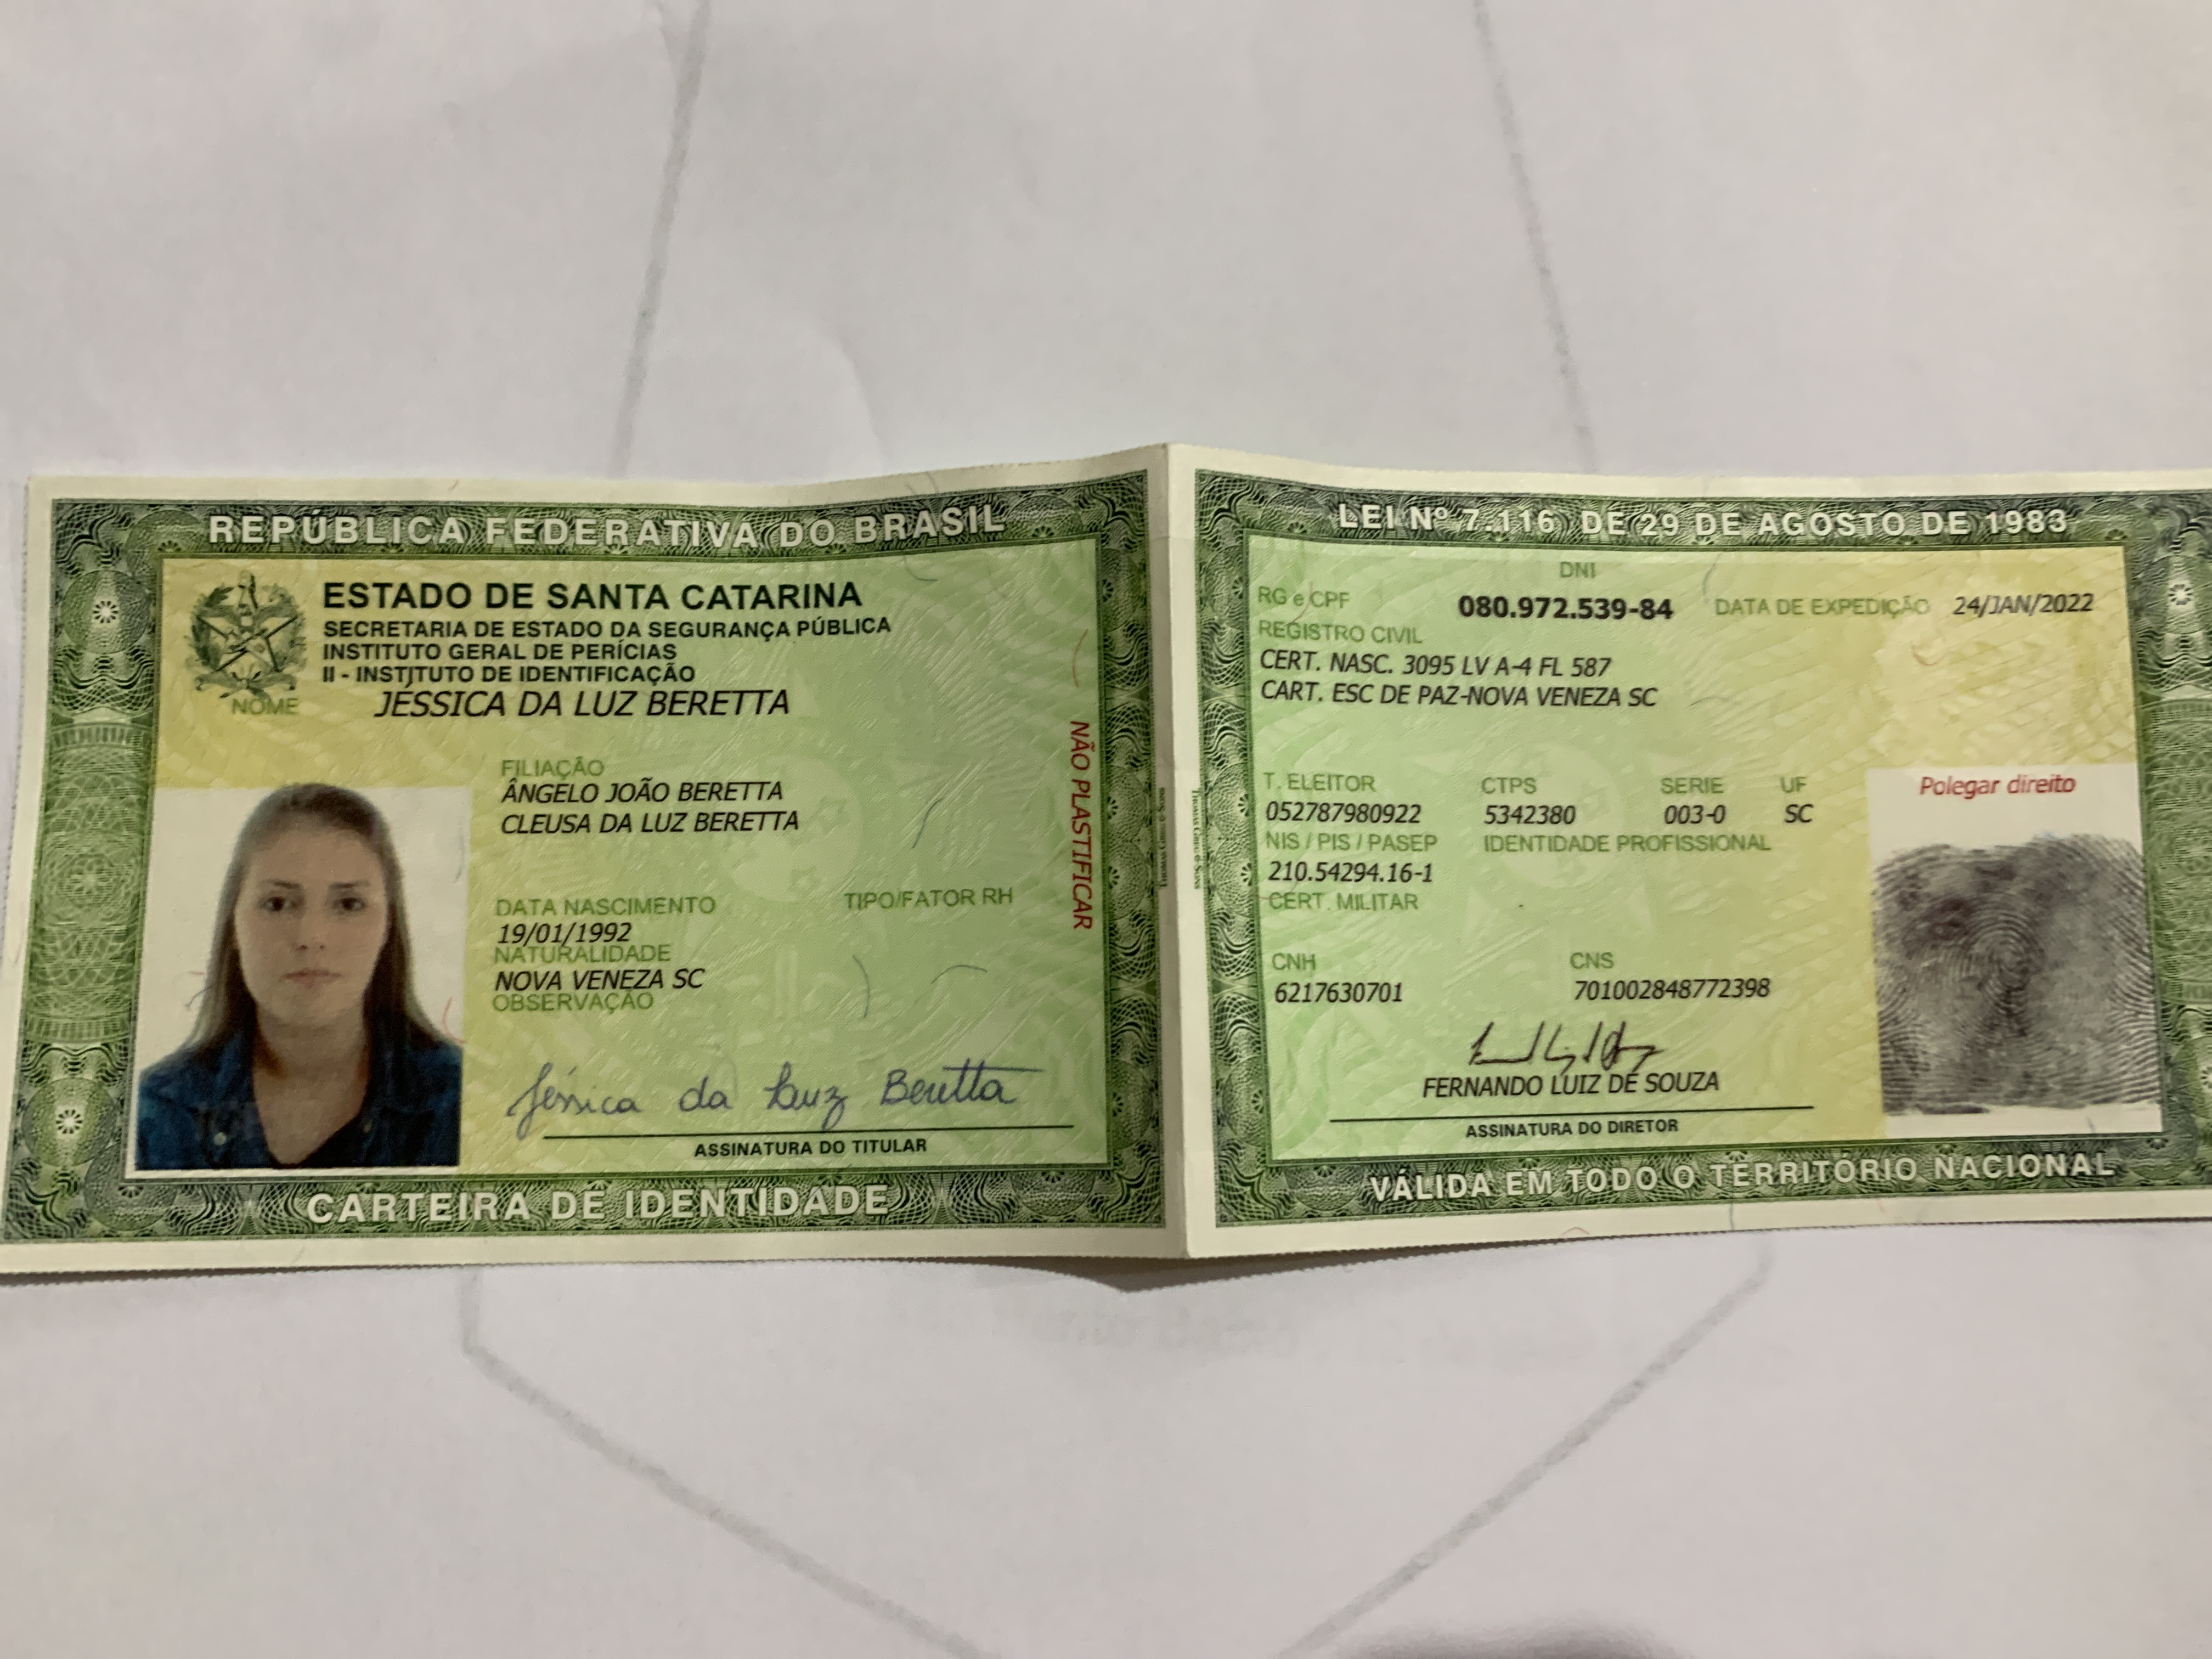 REPÚBLICA FEDERATIVA DO BRASIL
ESTADO DE SANTA CATARINA
SECRETARIA DE ESTADO DA SEGURANÇA PÚBLICA
INSTITUTO GERAL DE PERÍCIAS
II - INSTITUTO DE IDENTIFICAÇÃO
NOME
JESSICA DA LUZ BERETTA
FILIAÇÃO
ÂNGELO JOÃO BERETTA
CLEUSA DA LUZ BERETTA
DATA NASCIMENTO TIPO/FATOR RH
19/01/1992
NATURALIDADE
NOVA VENEZA SC
OBSERVAÇÃO
Jéssica da Luz Beretta
ASSINATURA DO TITULAR
CARTEIRA DE IDENTIDADE
NÃO PLASTIFICAR
LEI Nº 7.116 DE 29 DE AGOSTO DE 1983
DNI
RG e CPF 080.972.539-84 DATA DE EXPEDIÇÃO 24/JAN/2022
REGISTRO CIVIL
CERT. NASC. 3095 LV A-4 FL 587
CART. ESC DE PAZ-NOVA VENEZA SC
T. ELEITOR CTPS SERIE UF
052787980922 5342380 003-0 SC
NIS / PIS / PASEP IDENTIDADE PROFISSIONAL
210.54294.16-1
CERT. MILITAR
CNH CNS
6217630701 701002848772398
FERNANDO LUIZ DE SOUZA
ASSINATURA DO DIRETOR
Polegar direito
VÁLIDA EM TODO O TERRITÓRIO NACIONAL